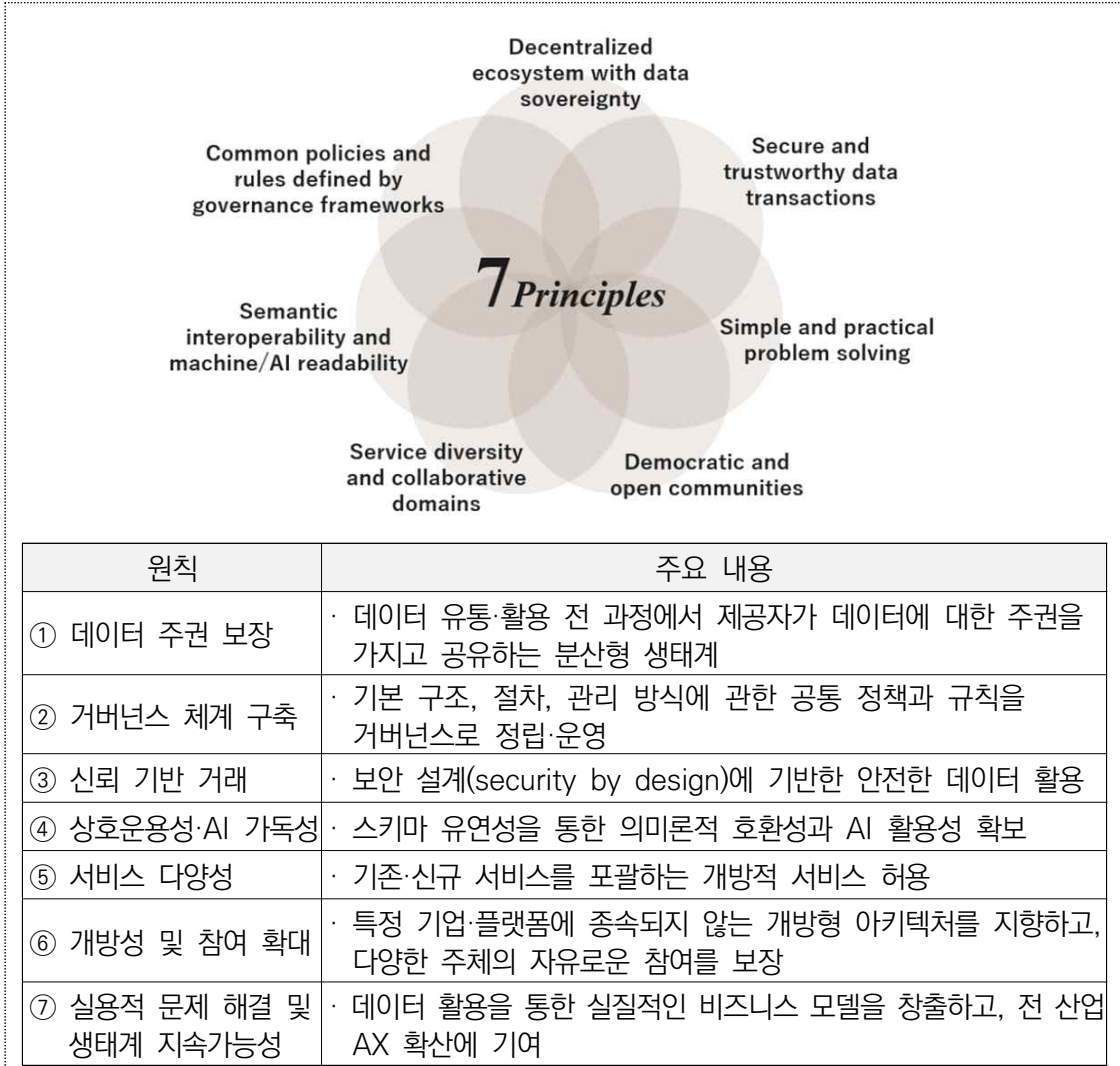 Decentralized
ecosystem with data
sovereignty
Common policies and
rules defined by
governance frameworks
Secure and
trustworthy data
transactions
7 Principles
Semantic
interoperability and
machine/AI readability
Simple and practical
problem solving
Service diversity
and collaborative
domains
Democratic and
open communities
원칙 주요 내용
① 데이터 주권 보장
· 데이터 유통·활용 전 과정에서 제공자가 데이터에 대한 주권을
가지고 공유하는 분산형 생태계
② 거버넌스 체계 구축
· 기본 구조, 절차, 관리 방식에 관한 공통 정책과 규칙을
거버넌스로 정립·운영
③ 신뢰 기반 거래 · 보안 설계(security by design)에 기반한 안전한 데이터 활용
④ 상호운용성·AI 가독성 · 스키마 유연성을 통한 의미론적 호환성과 AI 활용성 확보
⑤ 서비스 다양성 · 기존·신규 서비스를 포괄하는 개방적 서비스 허용
⑥ 개방성 및 참여 확대
· 특정 기업·플랫폼에 종속되지 않는 개방형 아키텍처를 지향하고,
다양한 주체의 자유로운 참여를 보장
⑦ 실용적 문제 해결 및
생태계 지속가능성
· 데이터 활용을 통한 실질적인 비즈니스 모델을 창출하고, 전 산업
AX 확산에 기여